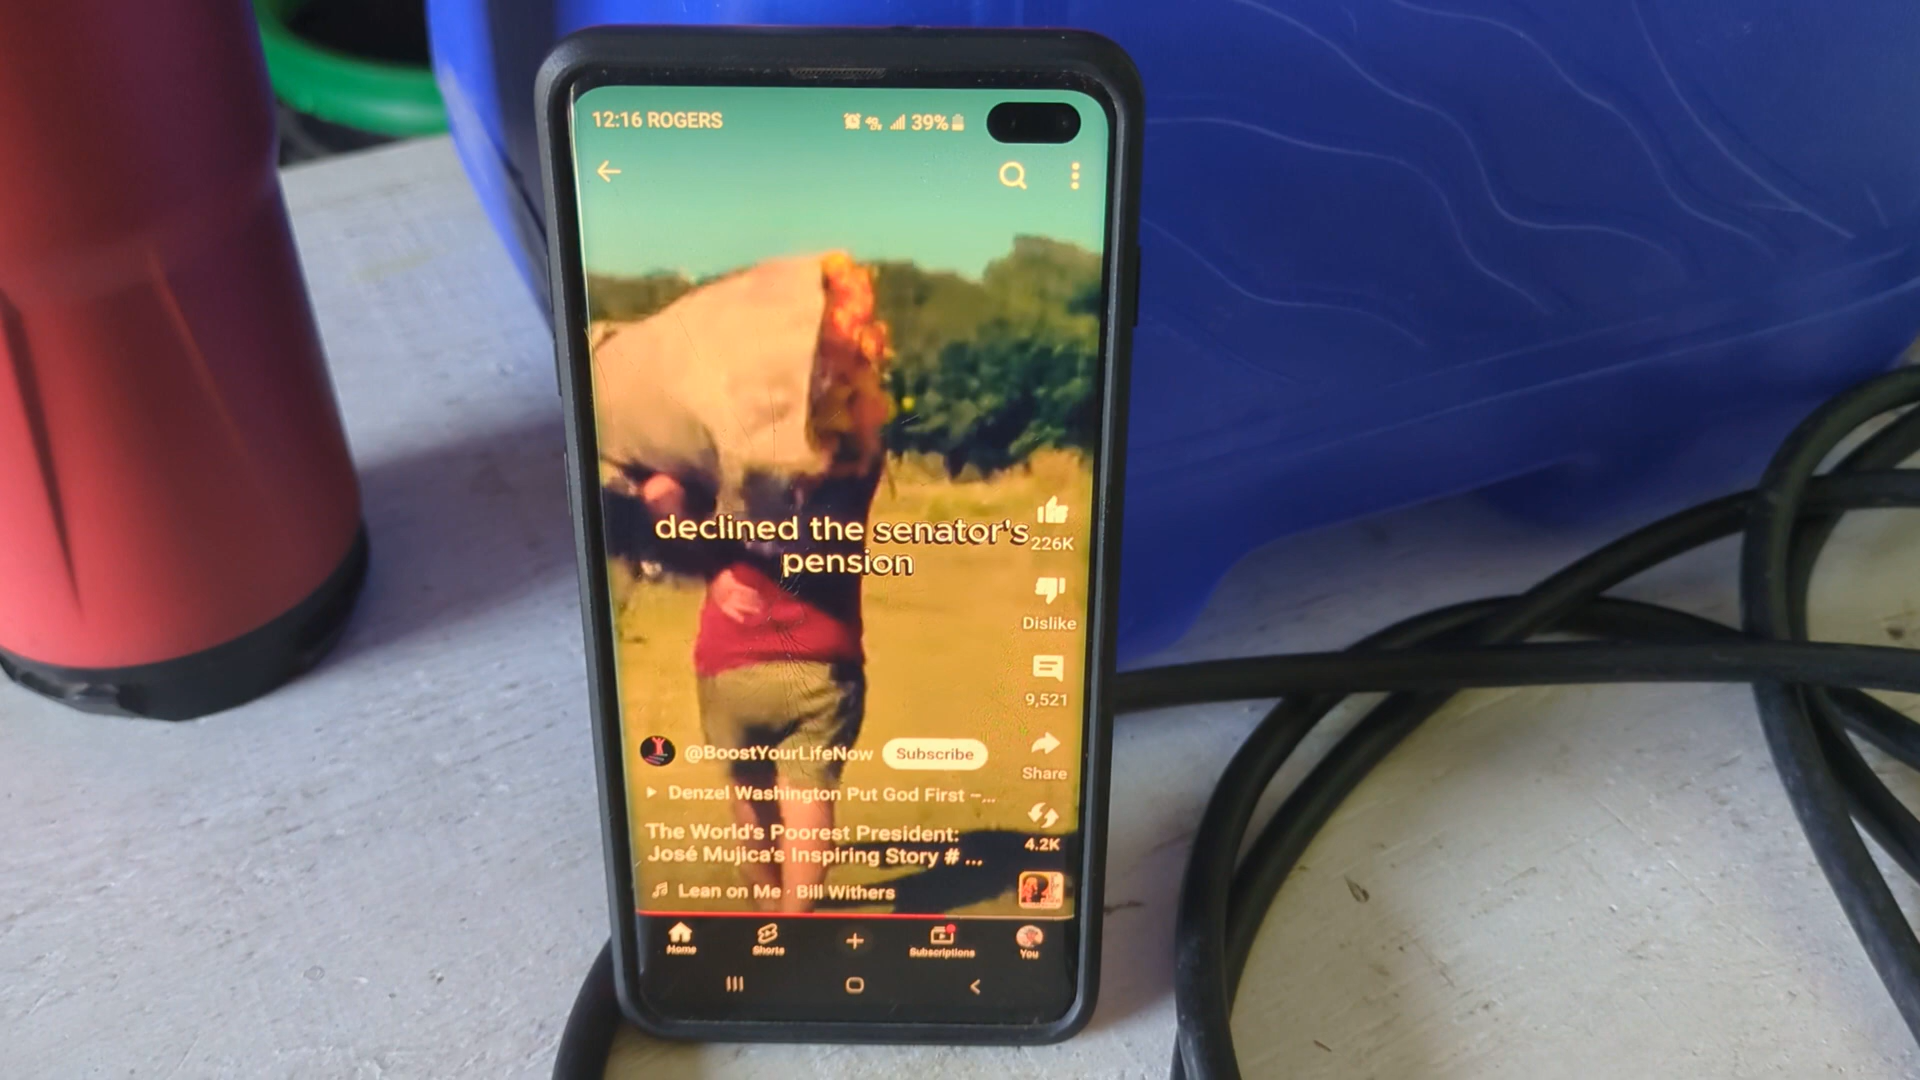 12:16 ROGERS
39%
declined the senator's
pension
226K
Dislike
9,521
@BoostYourLifeNow
Subscribe
Share
Denzel Washington Put God First –...
The World's Poorest President:
José Mujica's Inspiring Story # ...
4.2K
Lean on Me · Bill Withers
Home
Shorts
Subscriptions
You